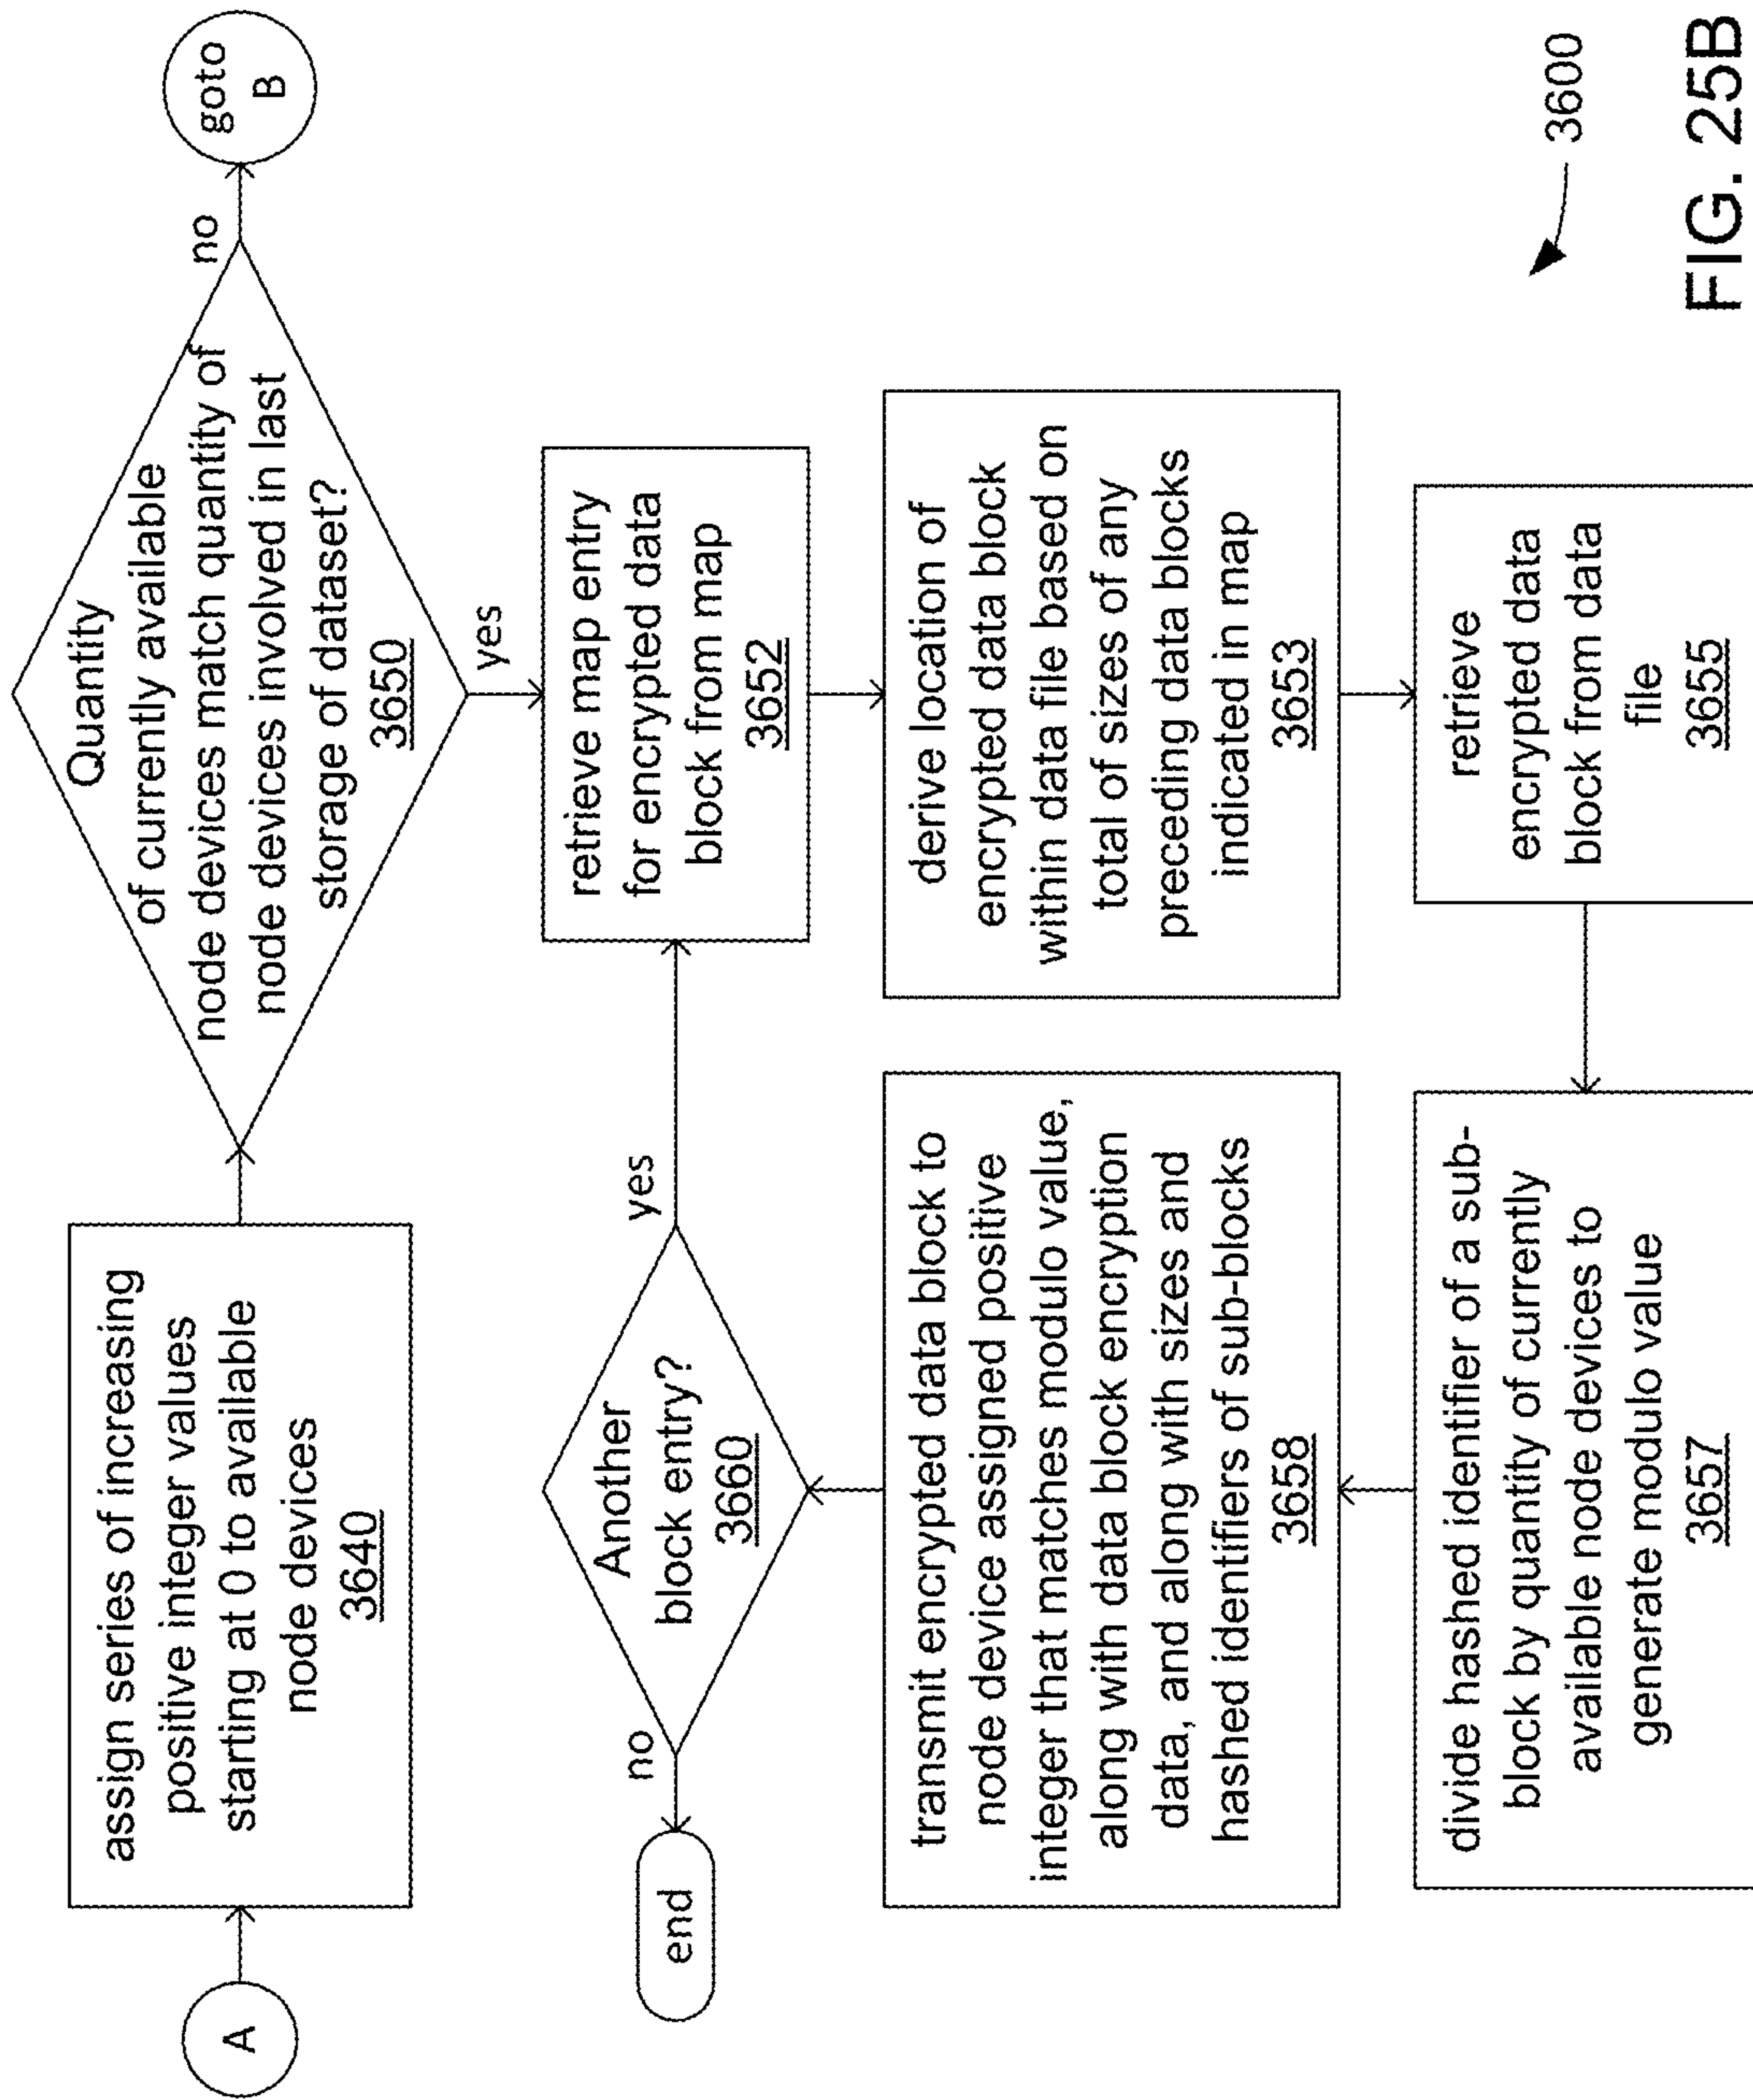 A
assign series of increasing
positive integer values
starting at 0 to available
node devices
3640
Quantity
of currently available
node devices match quantity of
node devices involved in last
storage of dataset?
3650
no
goto
B
yes
retrieve map entry
for encrypted data
block from map
3652
derive location of
encrypted data block
within data file based on
total of sizes of any
preceding data blocks
indicated in map
3653
retrieve
encrypted data
block from data
file
3655
divide hashed identifier of a sub-
block by quantity of currently
available node devices to
generate modulo value
3657
transmit encrypted data block to
node device assigned positive
integer that matches modulo value,
along with data block encryption
data, and along with sizes and
hashed identifiers of sub-blocks
3658
Another
block entry?
3660
yes
no
end
3600
FIG. 25B